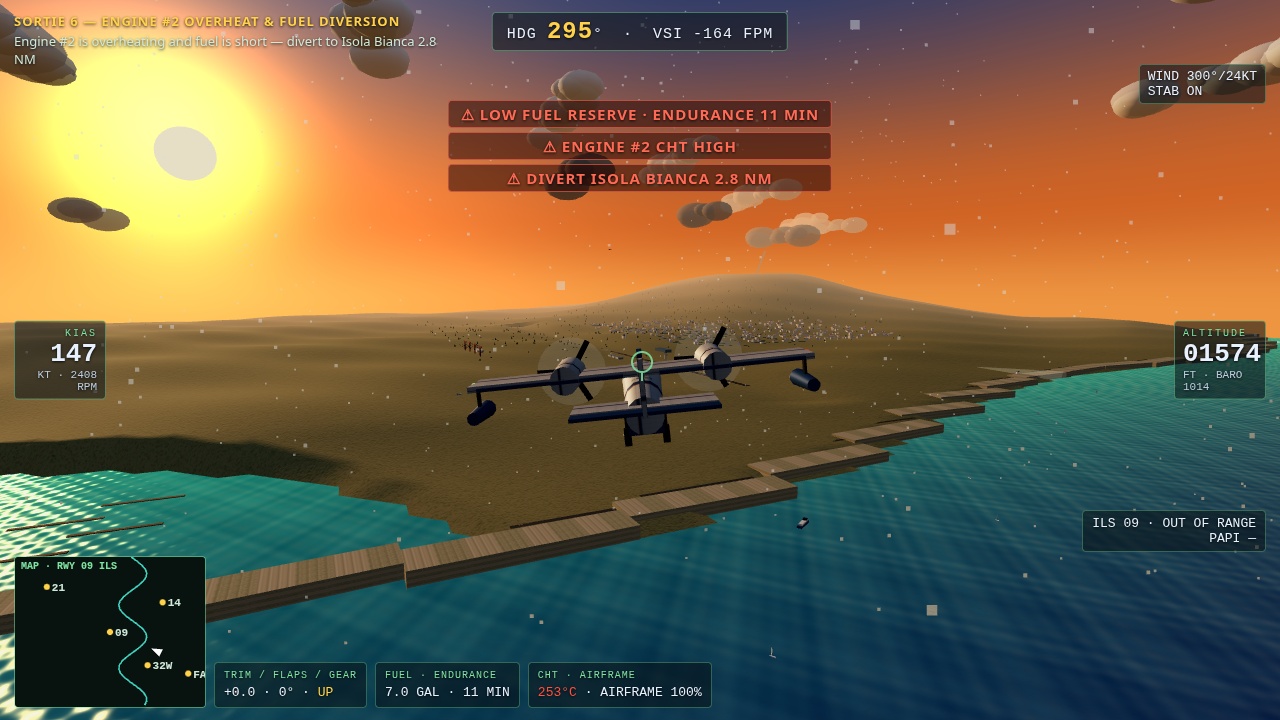 SORTIE 6 — ENGINE #2 OVERHEAT & FUEL DIVERSION
Engine #2 is overheating and fuel is short — divert to Isola Bianca 2.8
NM
HDG 295° · VSI -164 FPM
WIND 300°/24KT
STAB ON
⚠ LOW FUEL RESERVE · ENDURANCE 11 MIN
⚠ ENGINE #2 CHT HIGH
⚠ DIVERT ISOLA BIANCA 2.8 NM
KIAS
147
KT · 2408
RPM
ALTITUDE
01574
FT · BARO
1014
ILS 09 · OUT OF RANGE
PAPI —
MAP · RWY 09 ILS
21
14
09
32W
FA
TRIM / FLAPS / GEAR
+0.0 · 0° · UP
FUEL · ENDURANCE
7.0 GAL · 11 MIN
CHT · AIRFRAME
253°C · AIRFRAME 100%